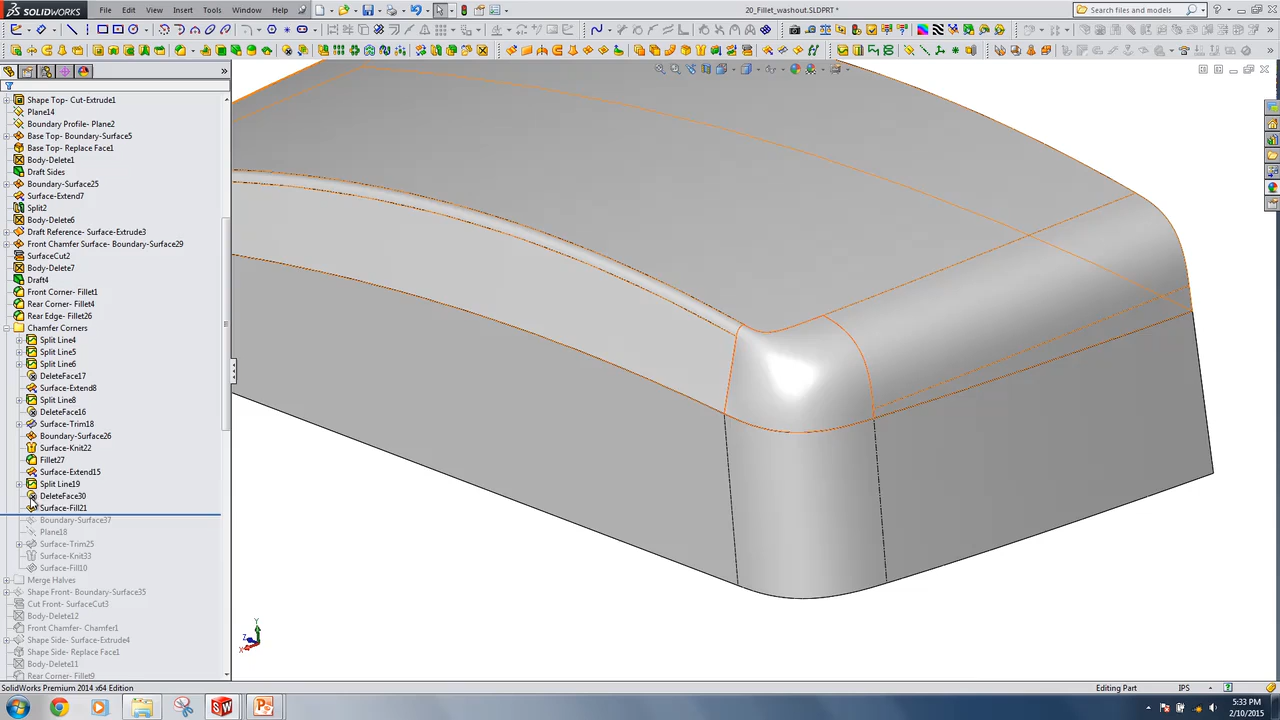 SOLIDWORKS
File
Edit
View
Insert
Tools
Window
Help
20_Fillet_washout.SLDPRT *
Search files and models
Shape Top- Cut-Extrude1
Plane14
Boundary Profile- Plane2
Base Top- Boundary-Surface5
Base Top- Replace Face1
Body-Delete1
Draft Sides
Boundary-Surface25
Surface-Extend7
Split2
Body-Delete6
Draft Reference- Surface-Extrude3
Front Chamfer Surface- Boundary-Surface29
SurfaceCut2
Body-Delete7
Draft4
Front Corner- Fillet1
Rear Corner- Fillet4
Rear Edge- Fillet26
Chamfer Corners
Split Line4
Split Line5
Split Line6
DeleteFace17
Surface-Extend8
Split Line8
DeleteFace16
Surface-Trim18
Boundary-Surface26
Surface-Knit22
Fillet27
Surface-Extend15
Split Line19
DeleteFace30
Surface-Fill21
Boundary-Surface37
Plane18
Surface-Trim25
Surface-Knit33
Surface-Fill10
Merge Halves
Shape Front- Boundary-Surface35
Cut Front- SurfaceCut3
Body-Delete12
Front Chamfer- Chamfer1
Shape Side- Surface-Extrude4
Shape Side- Replace Face1
Body-Delete11
Rear Corner- Fillet9
Y
Z
X
SolidWorks Premium 2014 x64 Edition
Editing Part
IPS
5:33 PM
2/10/2015